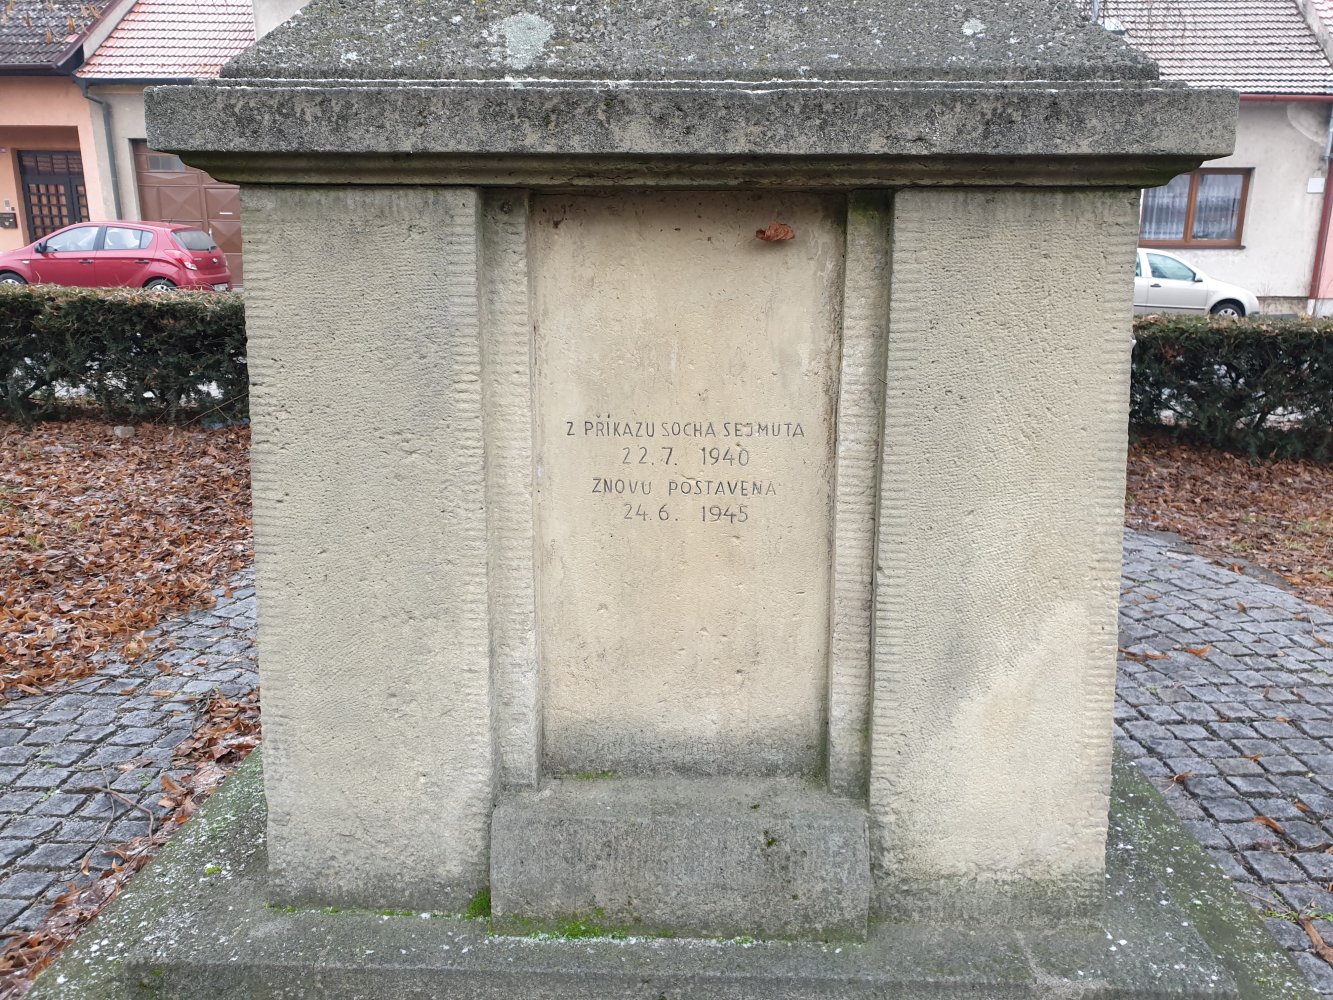 Z PŘÍKAZU SOCHA SEJMUTA
22.7. 1940
ZNOVU POSTAVENA
24.6. 1945